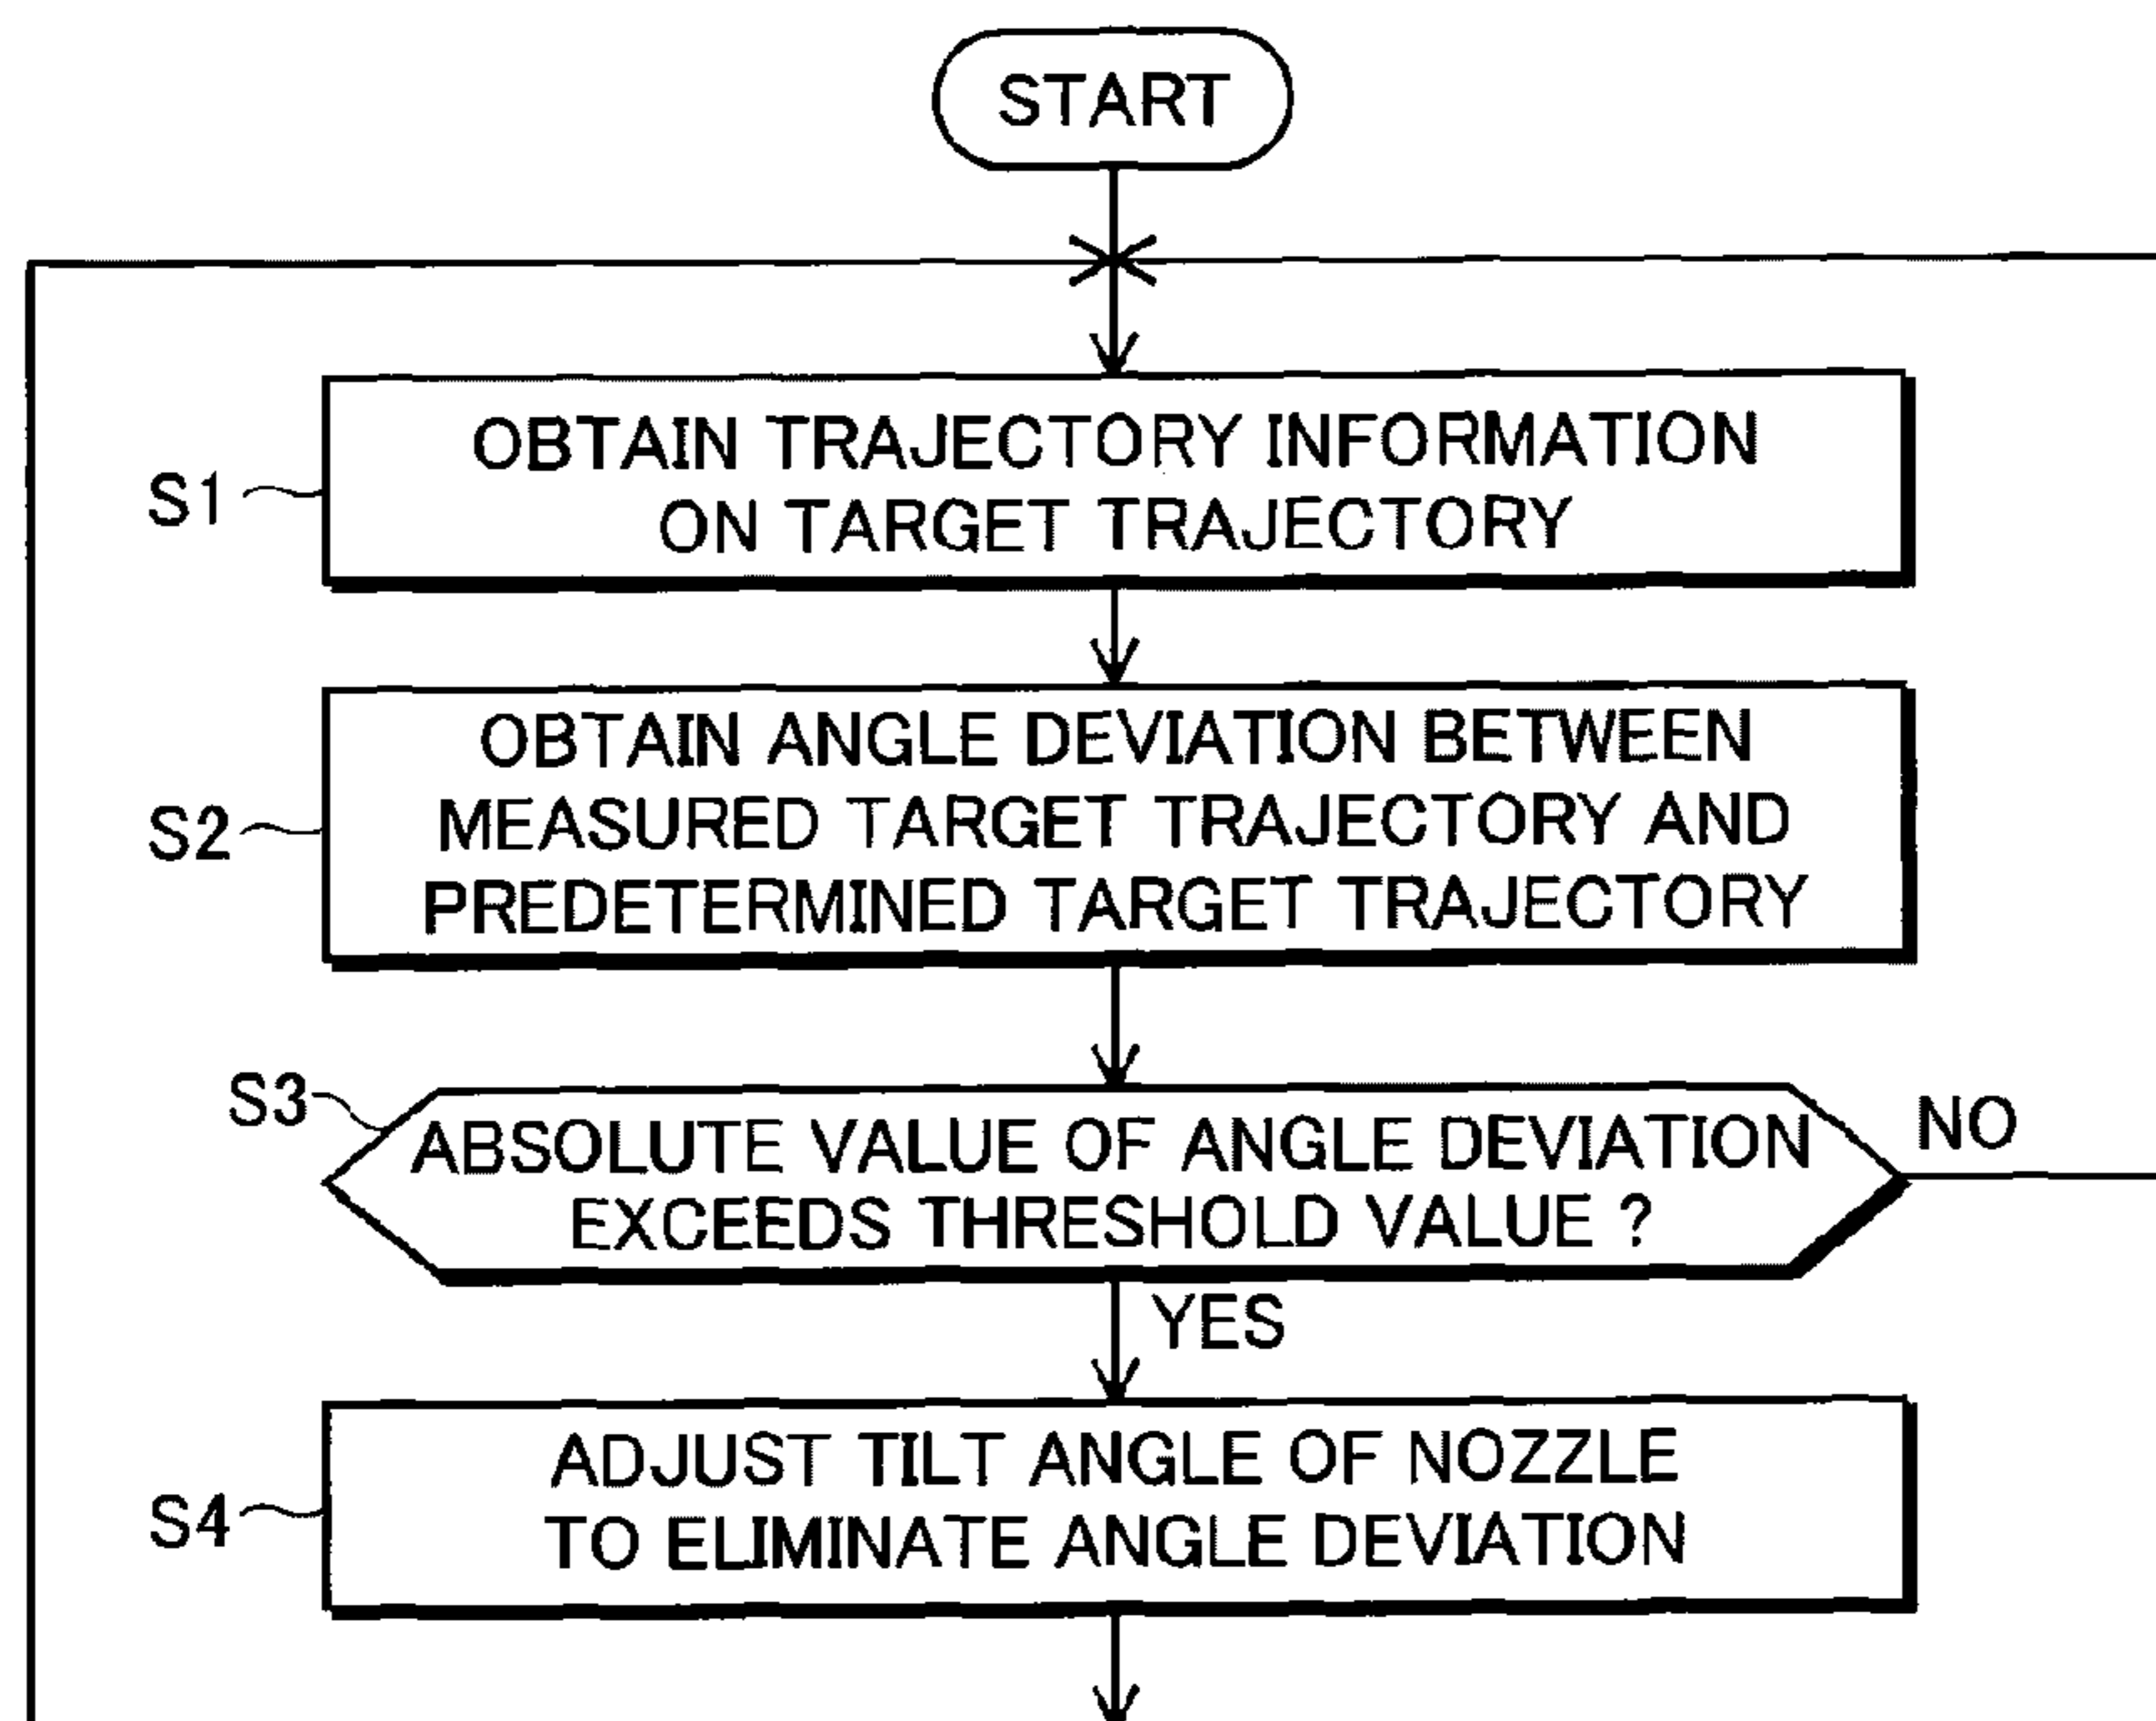 START
S1
OBTAIN TRAJECTORY INFORMATION
ON TARGET TRAJECTORY
S2
OBTAIN ANGLE DEVIATION BETWEEN
MEASURED TARGET TRAJECTORY AND
PREDETERMINED TARGET TRAJECTORY
S3
ABSOLUTE VALUE OF ANGLE DEVIATION
EXCEEDS THRESHOLD VALUE ?
NO
YES
S4
ADJUST TILT ANGLE OF NOZZLE
TO ELIMINATE ANGLE DEVIATION